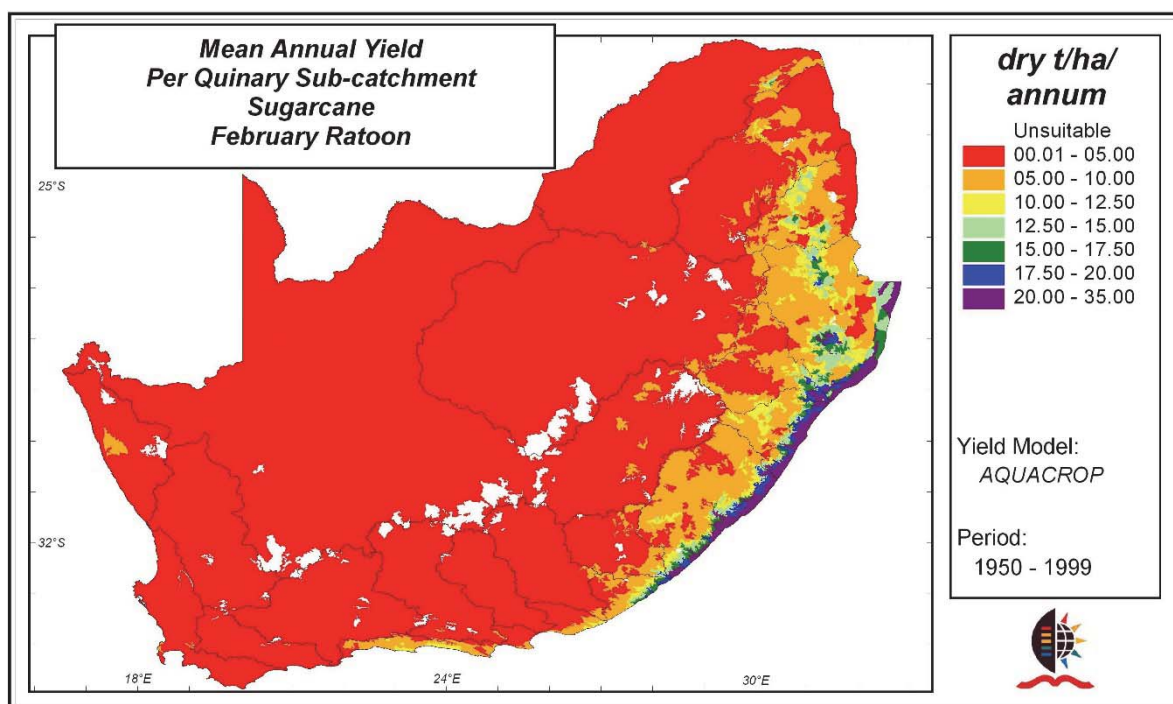 Mean Annual Yield
Per Quinary Sub-catchment
Sugarcane
February Ratoon
dry t/ha/
annum
Unsuitable
00.01 - 05.00
05.00 - 10.00
10.00 - 12.50
12.50 - 15.00
15.00 - 17.50
17.50 - 20.00
20.00 - 35.00
Yield Model:
AQUACROP
Period:
1950 - 1999
25°S
32°S
18°E
24°E
30°E